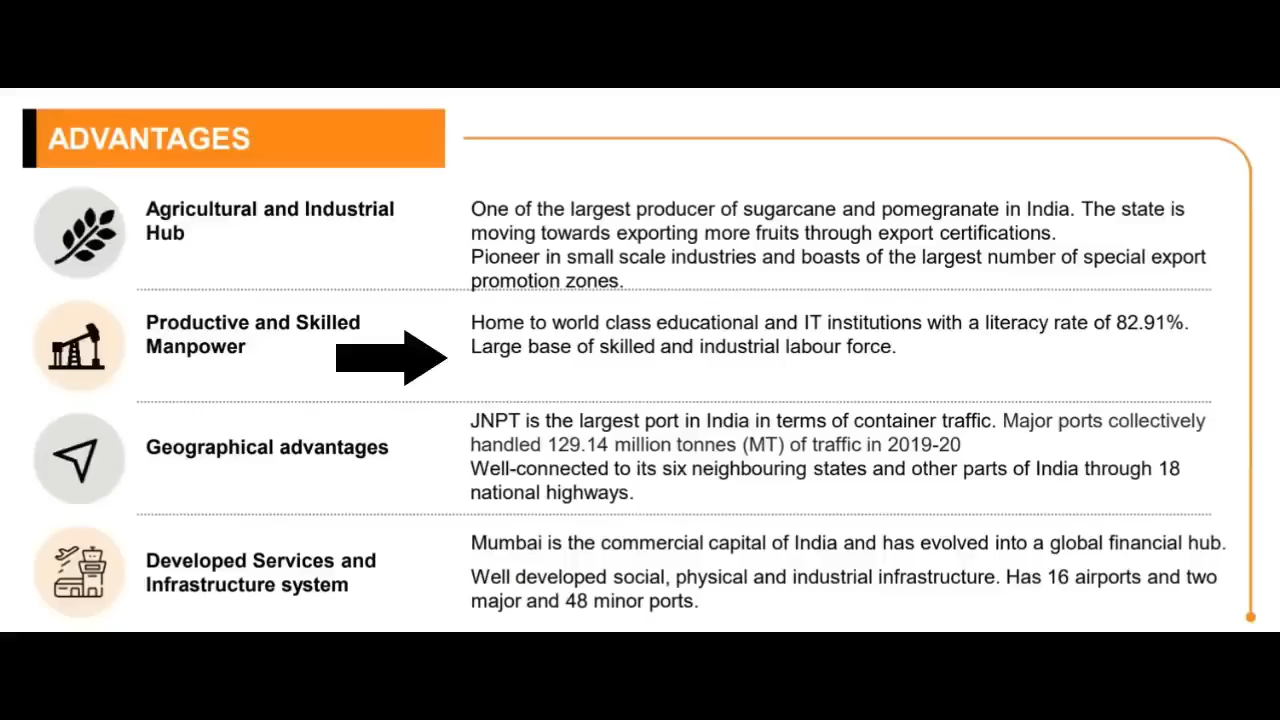 ADVANTAGES
Agricultural and Industrial
Hub
One of the largest producer of sugarcane and pomegranate in India. The state is
moving towards exporting more fruits through export certifications.
Pioneer in small scale industries and boasts of the largest number of special export
promotion zones.
Productive and Skilled
Manpower
Home to world class educational and IT institutions with a literacy rate of 82.91%.
Large base of skilled and industrial labour force.
Geographical advantages
JNPT is the largest port in India in terms of container traffic. Major ports collectively
handled 129.14 million tonnes (MT) of traffic in 2019-20
Well-connected to its six neighbouring states and other parts of India through 18
national highways.
Developed Services and
Infrastructure system
Mumbai is the commercial capital of India and has evolved into a global financial hub.
Well developed social, physical and industrial infrastructure. Has 16 airports and two
major and 48 minor ports.